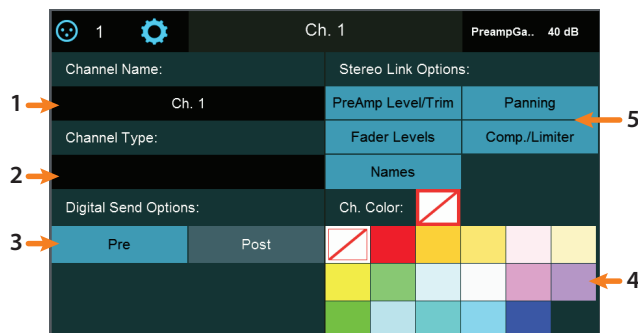 1 Ch. 1 PreampGa.. 40 dB
Channel Name: Stereo Link Options:
1 Ch. 1 PreAmp Level/Trim Panning 5
Channel Type: Fader Levels Comp./Limiter
2 Names
Digital Send Options: Ch. Color:
3 Pre Post
4